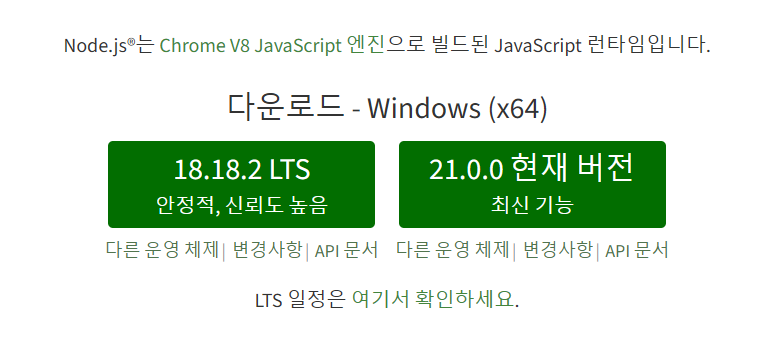 Node.js®는 Chrome V8 JavaScript 엔진으로 빌드된 JavaScript 런타임입니다.
다운로드 - Windows (x64)
18.18.2 LTS
안정적, 신뢰도 높음
21.0.0 현재 버전
최신 기능
다른 운영 체제| 변경사항| API 문서
다른 운영 체제| 변경사항| API 문서
LTS 일정은 여기서 확인하세요.